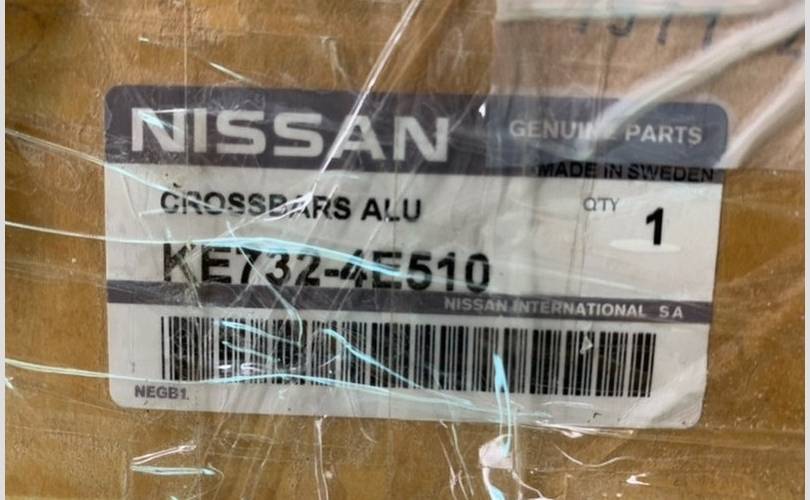 NISSAN GENUINE PARTS
MADE IN SWEDEN
CROSSBARS ALU QTY 1
KE732-4E510
NISSAN INTERNATIONAL SA
NEGB1.